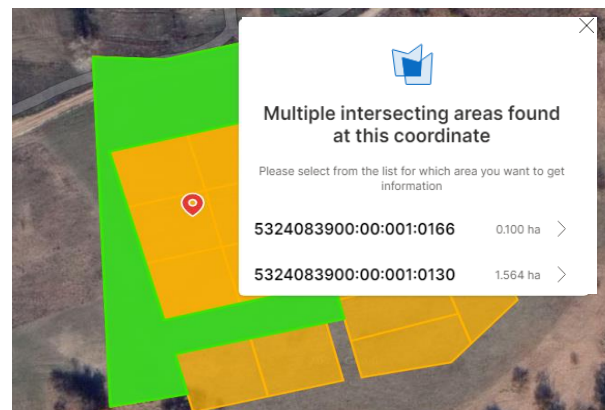 Multiple intersecting areas found
at this coordinate
Please select from the list for which area you want to get
information
5324083900:00:001:0166 0.100 ha
5324083900:00:001:0130 1.564 ha